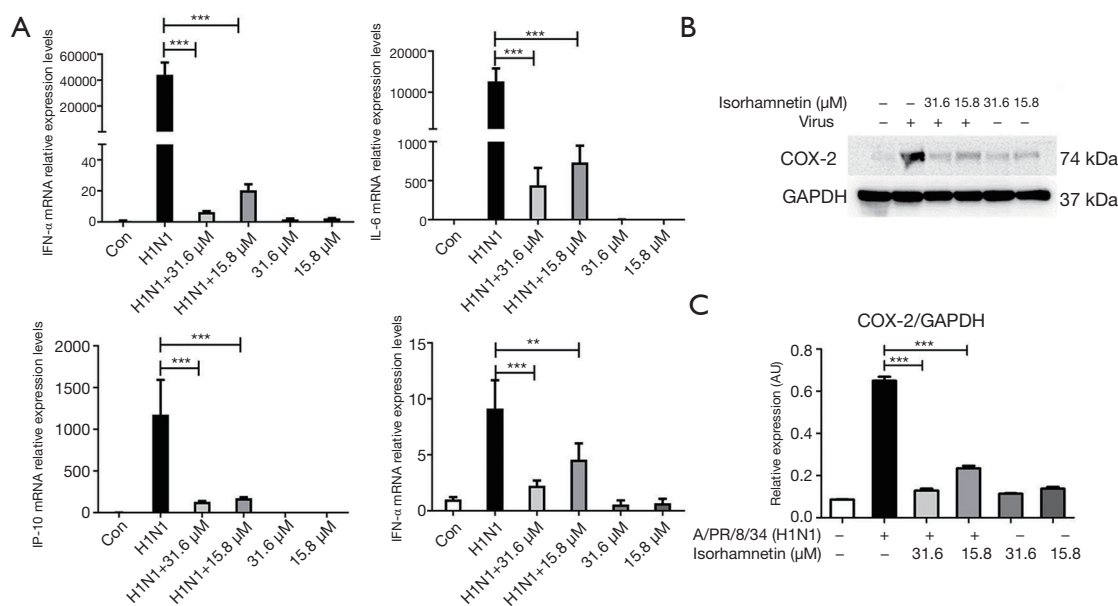 A
IFN-α mRNA relative expression levels
60000
40000
20000
40
20
0
***
***
Con
H1N1
H1N1+31.6 μM
H1N1+15.8 μM
31.6 μM
15.8 μM
IL-6 mRNA relative expression levels
20000
10000
1000
500
0
***
***
Con
H1N1
H1N1+31.6 μM
H1N1+15.8 μM
31.6 μM
15.8 μM
IP-10 mRNA relative expression levels
2000
1500
1000
500
0
***
***
Con
H1N1
H1N1+31.6 μM
H1N1+15.8 μM
31.6 μM
15.8 μM
IFN-α mRNA relative expression levels
15
10
5
0
**
***
Con
H1N1
H1N1+31.6 μM
H1N1+15.8 μM
31.6 μM
15.8 μM
B
Isorhamnetin (μM) – – 31.6 15.8 31.6 15.8
Virus – + + + – –
COX-2 74 kDa
GAPDH 37 kDa
C
COX-2/GAPDH
Relative expression (AU)
0.8
0.6
0.4
0.2
0.0
***
***
A/PR/8/34 (H1N1) – + + + – –
Isorhamnetin (μM) – – 31.6 15.8 31.6 15.8